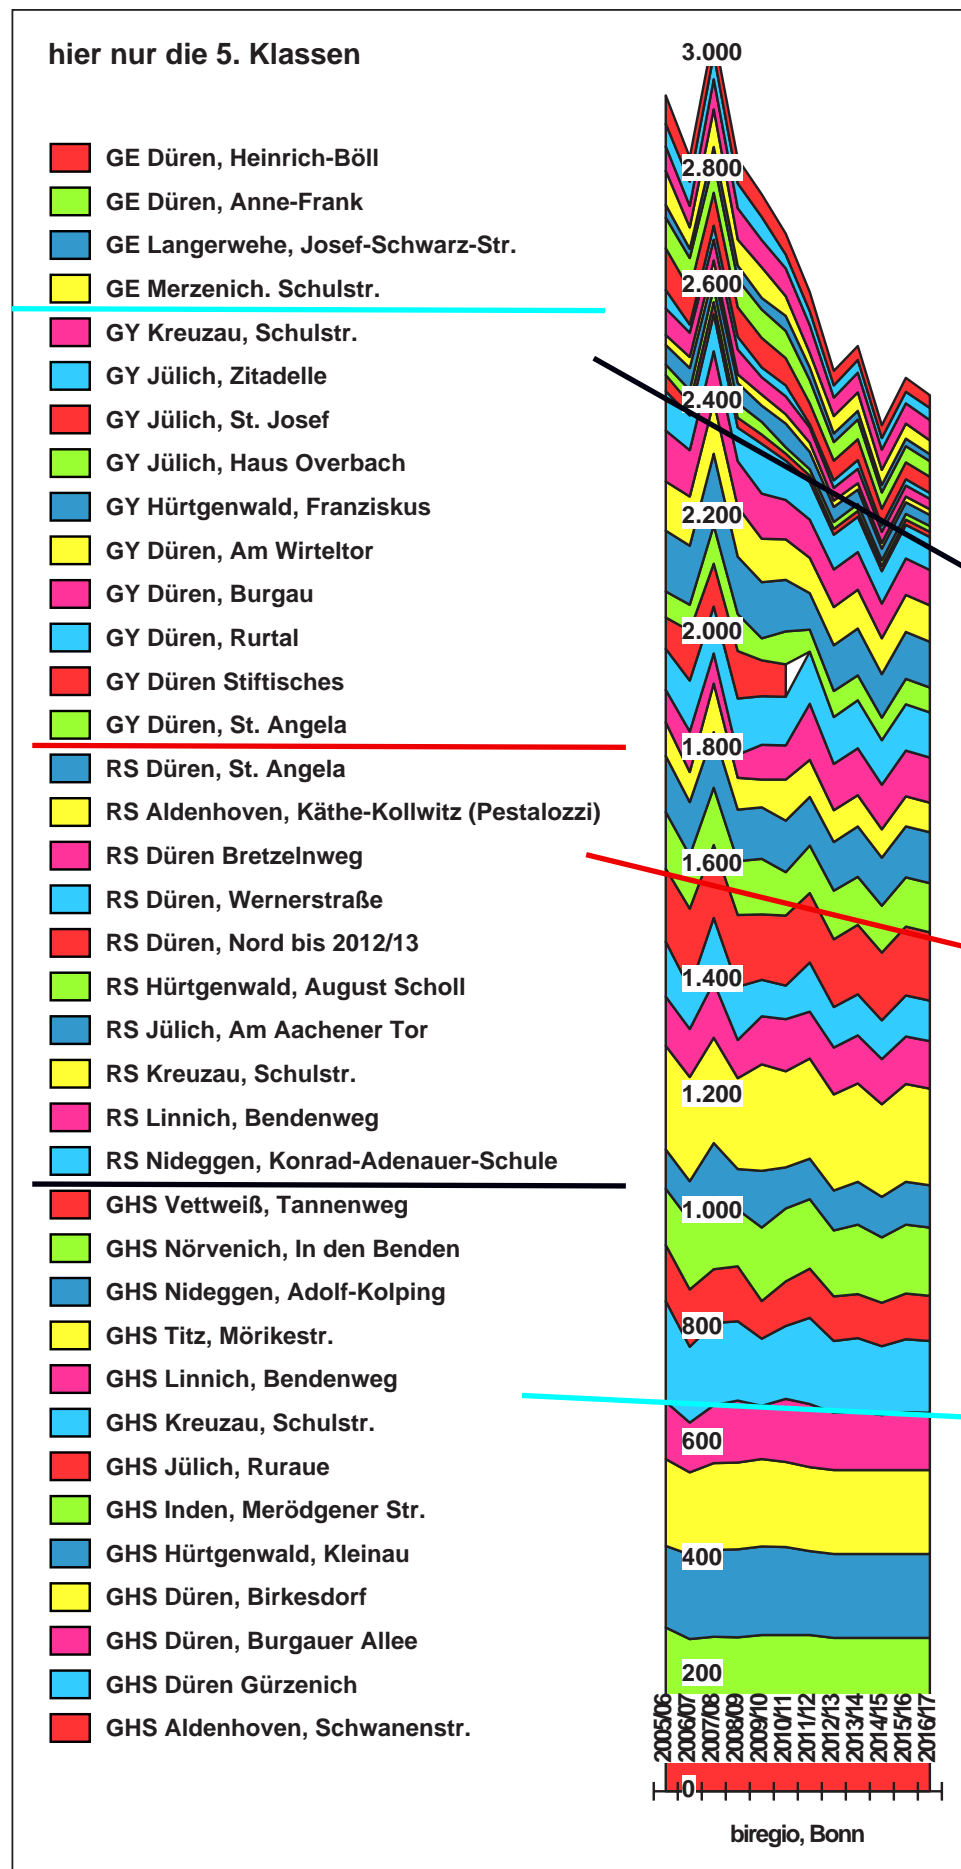 hier nur die 5. Klassen
GE Düren, Heinrich-Böll
GE Düren, Anne-Frank
GE Langerwehe, Josef-Schwarz-Str.
GE Merzenich. Schulstr.
GY Kreuzau, Schulstr.
GY Jülich, Zitadelle
GY Jülich, St. Josef
GY Jülich, Haus Overbach
GY Hürtgenwald, Franziskus
GY Düren, Am Wirteltor
GY Düren, Burgau
GY Düren, Rurtal
GY Düren Stiftisches
GY Düren, St. Angela
RS Düren, St. Angela
RS Aldenhoven, Käthe-Kollwitz (Pestalozzi)
RS Düren Bretzelnweg
RS Düren, Wernerstraße
RS Düren, Nord bis 2012/13
RS Hürtgenwald, August Scholl
RS Jülich, Am Aachener Tor
RS Kreuzau, Schulstr.
RS Linnich, Bendenweg
RS Nideggen, Konrad-Adenauer-Schule
GHS Vettweiß, Tannenweg
GHS Nörvenich, In den Benden
GHS Nideggen, Adolf-Kolping
GHS Titz, Mörikestr.
GHS Linnich, Bendenweg
GHS Kreuzau, Schulstr.
GHS Jülich, Ruraue
GHS Inden, Merödgener Str.
GHS Hürtgenwald, Kleinau
GHS Düren, Birkesdorf
GHS Düren, Burgauer Allee
GHS Düren Gürzenich
GHS Aldenhoven, Schwanenstr.
3.000
2.800
2.600
2.400
2.200
2.000
1.800
1.600
1.400
1.200
1.000
800
600
400
200
0
2005/06
2006/07
2007/08
2008/09
2009/10
2010/11
2011/12
2012/13
2013/14
2014/15
2015/16
2016/17
biregio, Bonn